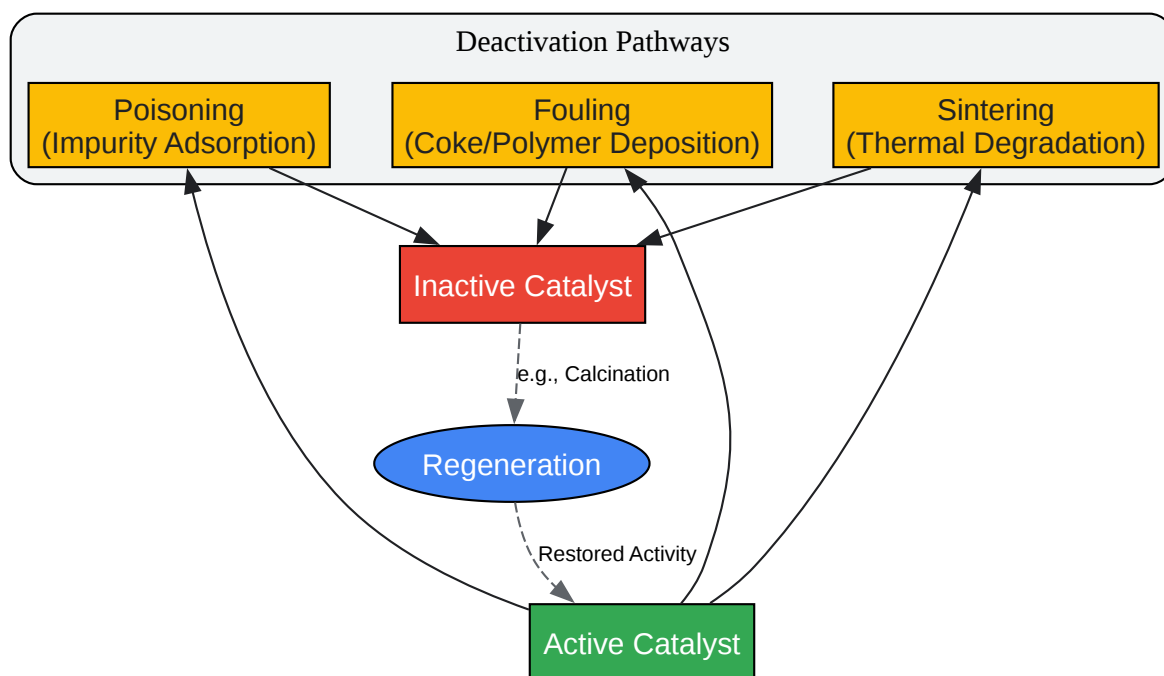 Deactivation Pathways
Poisoning
(Impurity Adsorption)
Fouling
(Coke/Polymer Deposition)
Sintering
(Thermal Degradation)
Inactive Catalyst
e.g., Calcination
Regeneration
Restored Activity
Active Catalyst